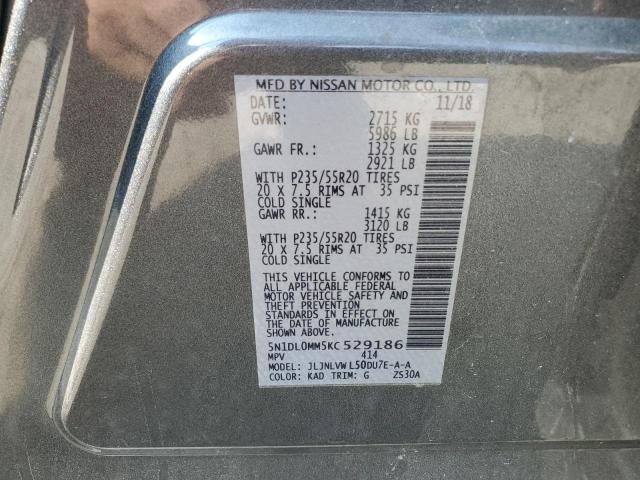 MFD BY NISSAN MOTOR CO., LTD.
DATE: 11/18
GVWR: 2715 KG
5986 LB
GAWR FR.: 1325 KG
2921 LB
WITH P235/55R20 TIRES
20 X 7.5 RIMS AT 35 PSI
COLD SINGLE
GAWR RR.: 1415 KG
3120 LB
WITH P235/55R20 TIRES
20 X 7.5 RIMS AT 35 PSI
COLD SINGLE
THIS VEHICLE CONFORMS TO
ALL APPLICABLE FEDERAL
MOTOR VEHICLE SAFETY AND
THEFT PREVENTION
STANDARDS IN EFFECT ON
THE DATE OF MANUFACTURE
SHOWN ABOVE.
5N1DL0MM5KC529186
MPV 414
MODEL: JLJNLVWL50DU7E-A-A
COLOR: KAD TRIM: G ZS30A